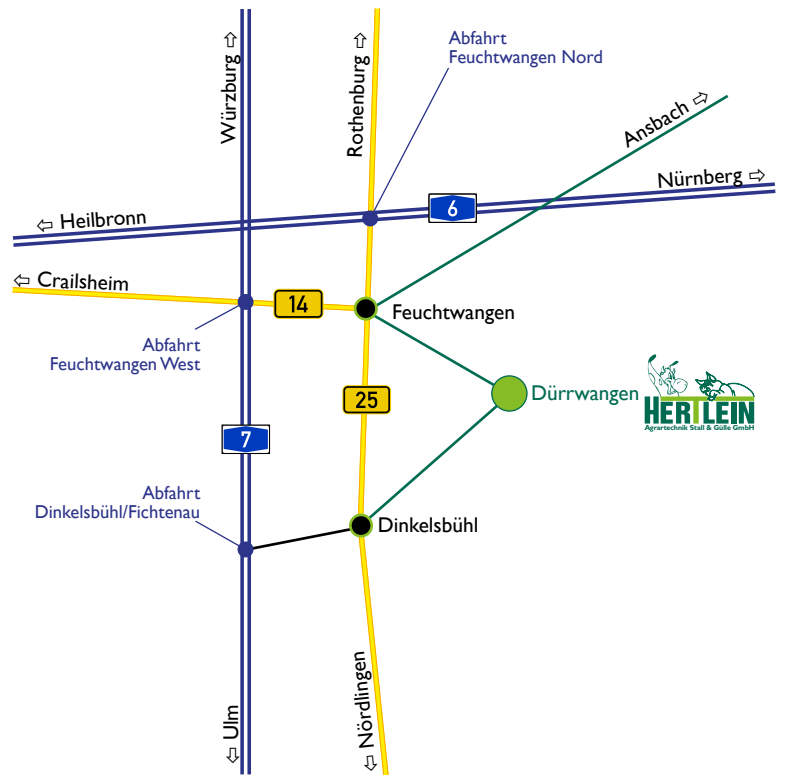 Abfahrt
Feuchtwangen Nord
Würzburg
Rothenburg
Ansbach
Nürnberg
6
Heilbronn
Crailsheim
14
Feuchtwangen
Abfahrt
Feuchtwangen West
25
Dürrwangen
HERTLEIN
Agrartechnik Stall & Gülle GmbH
7
Abfahrt
Dinkelsbühl/Fichtenau
Dinkelsbühl
Ulm
Nördlingen